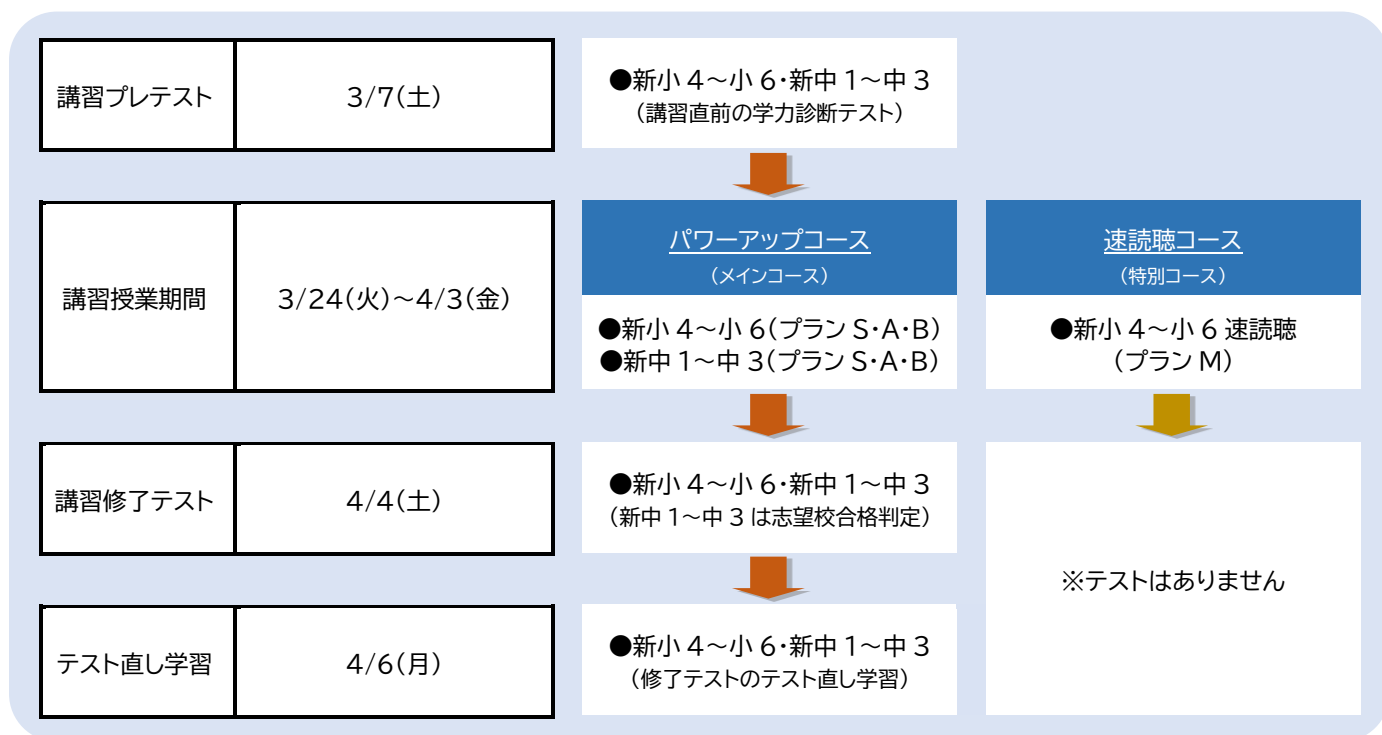 講習プレテスト
3/7(土)
●新小4～小6・新中1～中3
(講習直前の学力診断テスト)
講習授業期間
3/24(火)～4/3(金)
パワーアップコース
(メインコース)
●新小4～小6(プランS・A・B)
●新中1～中3(プランS・A・B)
速読聴コース
(特別コース)
●新小4～小6速読聴
(プランM)
講習修了テスト
4/4(土)
●新小4～小6・新中1～中3
(新中1～中3は志望校合格判定)
※テストはありません
テスト直し学習
4/6(月)
●新小4～小6・新中1～中3
(修了テストのテスト直し学習)